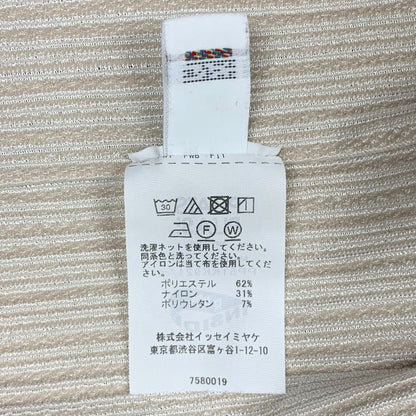 30
F W
洗濯ネットを使用してください。
同系色と洗ってください。
アイロンは当て布を使用してください。
ポリエステル 62%
ナイロン 31%
ポリウレタン 7%
株式会社イッセイミヤケ
東京都渋谷区富ヶ谷1-12-10
7580019